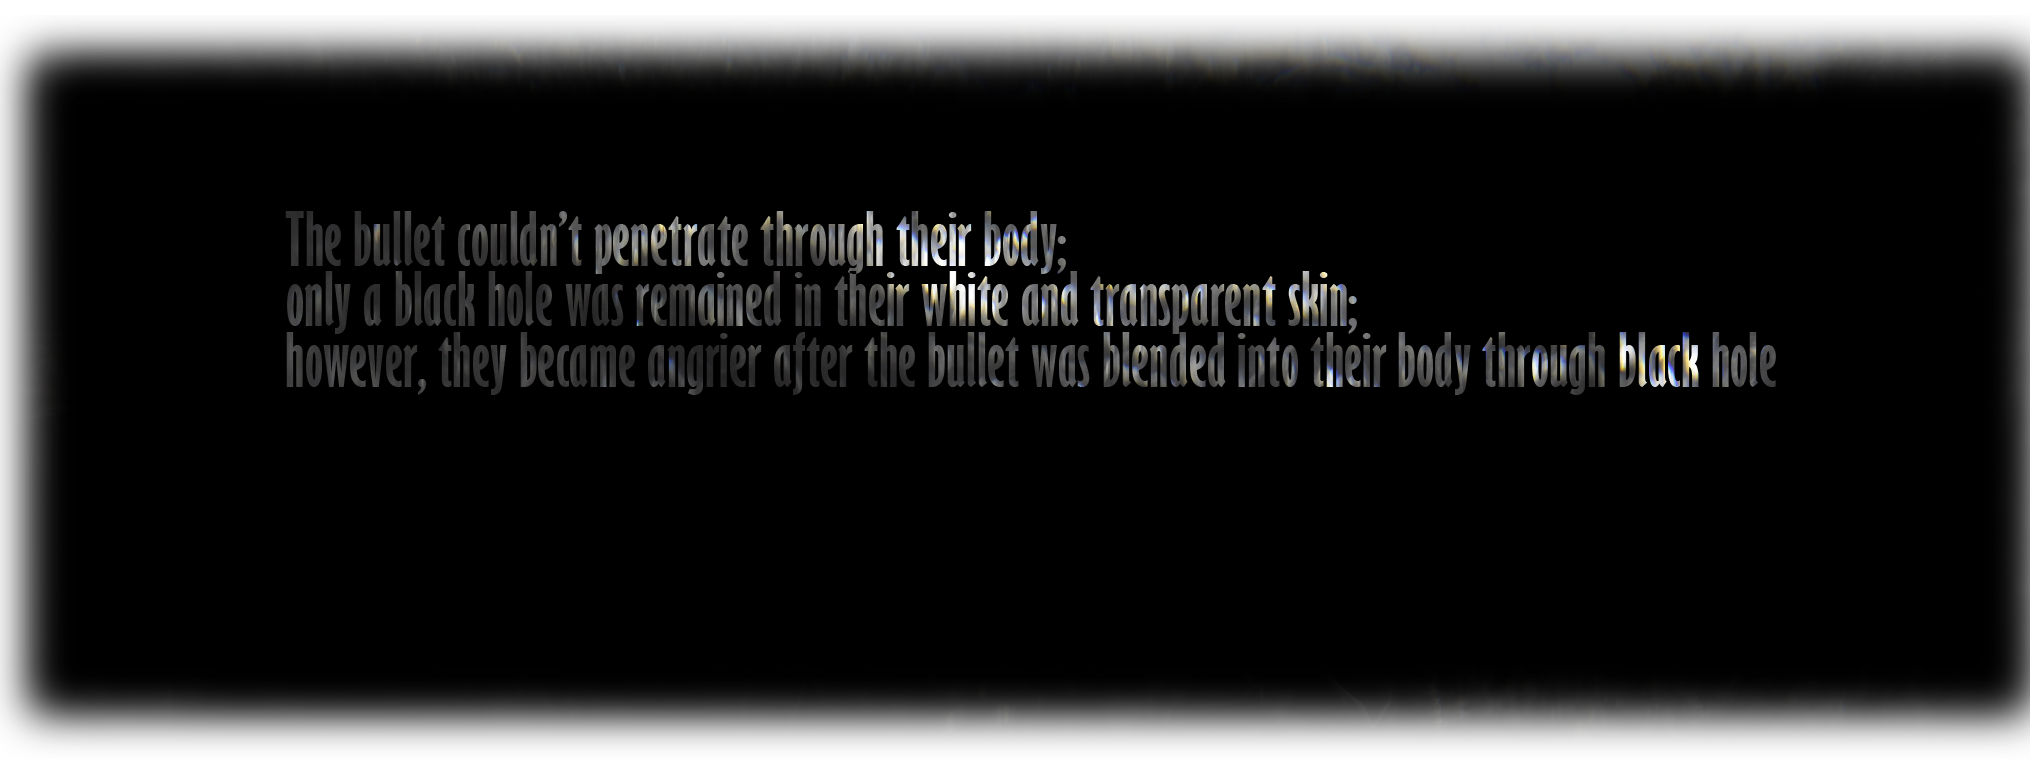 The bullet couldn’t penetrate through their body;
only a black hole was remained in their white and transparent skin;
however, they became angrier after the bullet was blended into their body through black hole